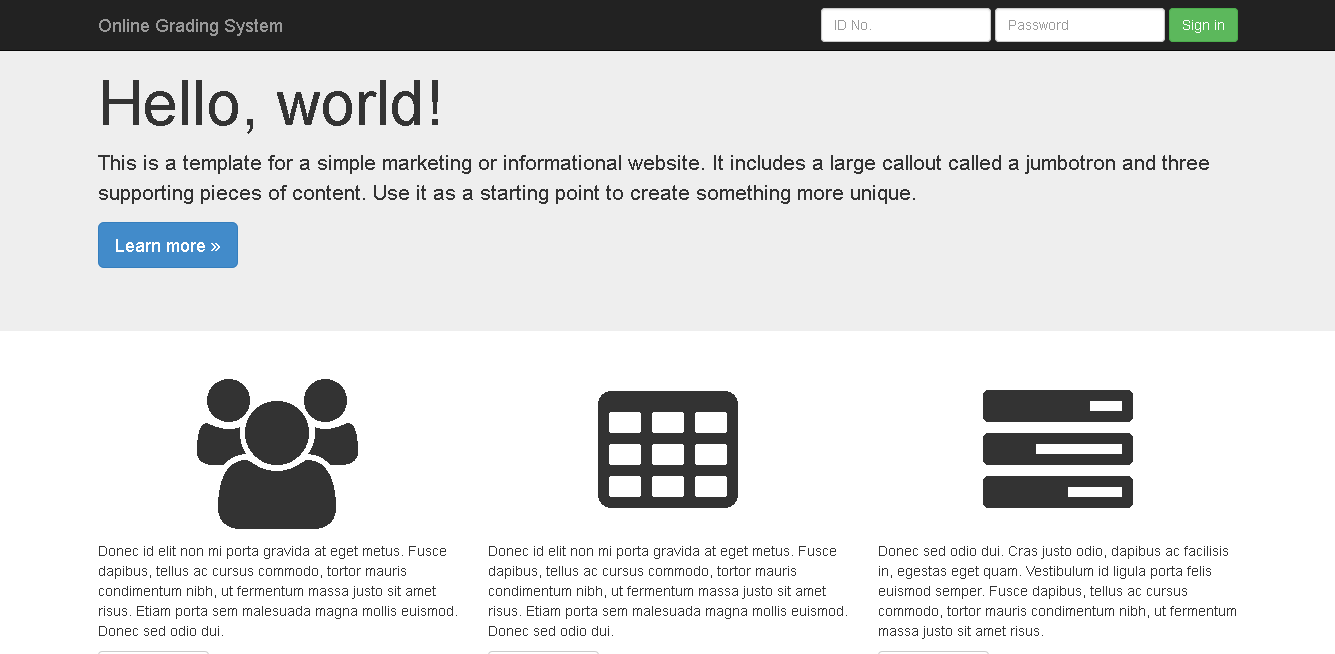 Online Grading System
ID No.
Password
Sign in
Hello, world!
This is a template for a simple marketing or informational website. It includes a large callout called a jumbotron and three
supporting pieces of content. Use it as a starting point to create something more unique.
Learn more »
Donec id elit non mi porta gravida at eget metus. Fusce
dapibus, tellus ac cursus commodo, tortor mauris
condimentum nibh, ut fermentum massa justo sit amet
risus. Etiam porta sem malesuada magna mollis euismod.
Donec sed odio dui.
Donec id elit non mi porta gravida at eget metus. Fusce
dapibus, tellus ac cursus commodo, tortor mauris
condimentum nibh, ut fermentum massa justo sit amet
risus. Etiam porta sem malesuada magna mollis euismod.
Donec sed odio dui.
Donec sed odio dui. Cras justo odio, dapibus ac facilisis
in, egestas eget quam. Vestibulum id ligula porta felis
euismod semper. Fusce dapibus, tellus ac cursus
commodo, tortor mauris condimentum nibh, ut fermentum
massa justo sit amet risus.